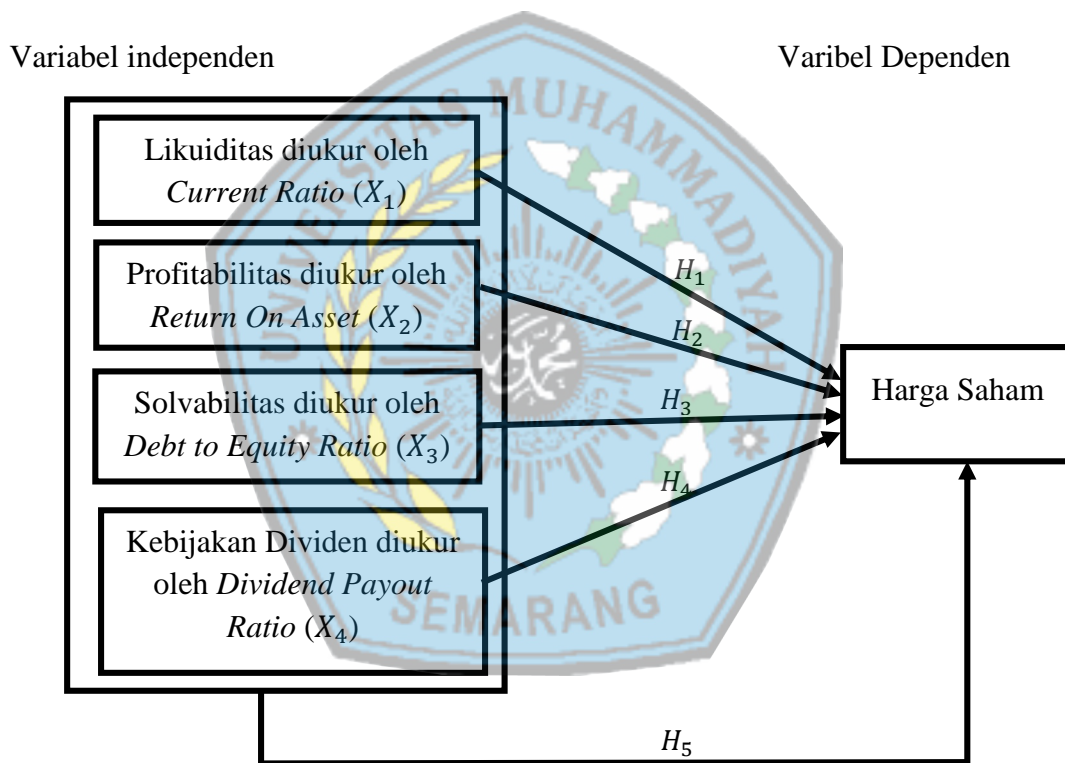 Variabel independen
Varibel Dependen
Likuiditas diukur oleh
Current Ratio (X₁)
Profitabilitas diukur oleh
Return On Asset (X₂)
Solvabilitas diukur oleh
Debt to Equity Ratio (X₃)
Kebijakan Dividen diukur
oleh Dividend Payout
Ratio (X₄)
H₁
H₂
H₃
H₄
Harga Saham
H₅
UNIVERSITAS MUHAMMADIYAH
SEMARANG